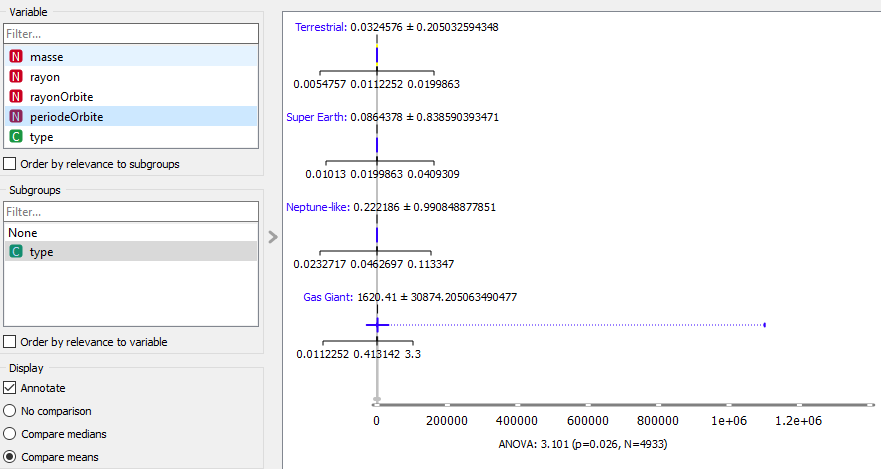 Variable
Filter...
N masse
N rayon
N rayonOrbite
N periodeOrbite
C type
Order by relevance to subgroups
Subgroups
Filter...
None
C type
Order by relevance to variable
Display
Annotate
No comparison
Compare medians
Compare means
Terrestrial: 0.0324576 ± 0.205032594348
0.0054757 0.0112252 0.0199863
Super Earth: 0.0864378 ± 0.838590393471
0.01013 0.0199863 0.0409309
Neptune-like: 0.222186 ± 0.990848877851
0.0232717 0.0462697 0.113347
Gas Giant: 1620.41 ± 30874.205063490477
0.0112252 0.413142 3.3
0 200000 400000 600000 800000 1e+06 1.2e+06
ANOVA: 3.101 (p=0.026, N=4933)